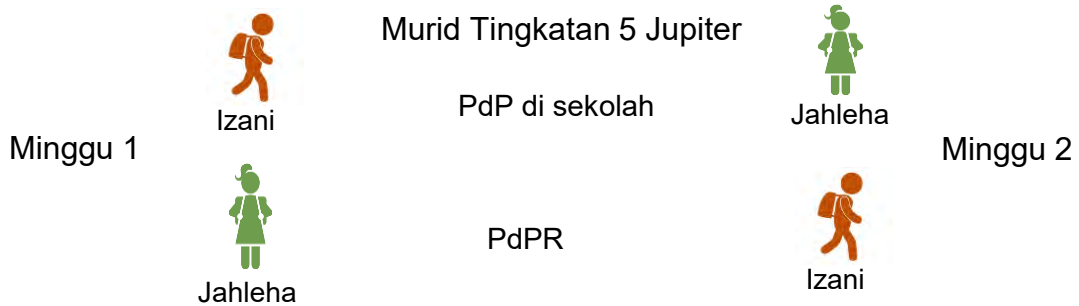 Murid Tingkatan 5 Jupiter
Izani
PdP di sekolah
Jahleha
Minggu 1
Minggu 2
PdPR
Jahleha
Izani